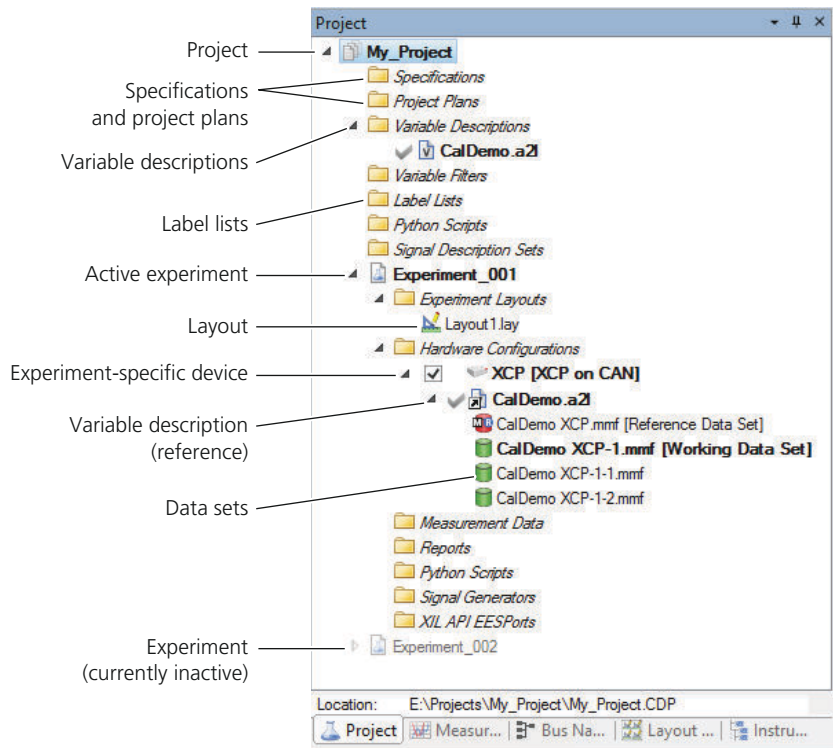 Project
Project
My_Project
Specifications
and project plans
Specifications
Project Plans
Variable descriptions
Variable Descriptions
CalDemo.a2l
Variable Filters
Label lists
Label Lists
Python Scripts
Signal Description Sets
Active experiment
Experiment_001
Experiment Layouts
Layout
Layout1.lay
Hardware Configurations
Experiment-specific device
XCP [XCP on CAN]
Variable description
(reference)
CalDemo.a2l
CalDemo XCP.mmf [Reference Data Set]
CalDemo XCP-1.mmf [Working Data Set]
Data sets
CalDemo XCP-1-1.mmf
CalDemo XCP-1-2.mmf
Measurement Data
Reports
Python Scripts
Signal Generators
XIL API EESPorts
Experiment
(currently inactive)
Experiment_002
Location: E:\Projects\My_Project\My_Project.CDP
Project Measur... Bus Na... Layout ... Instru...